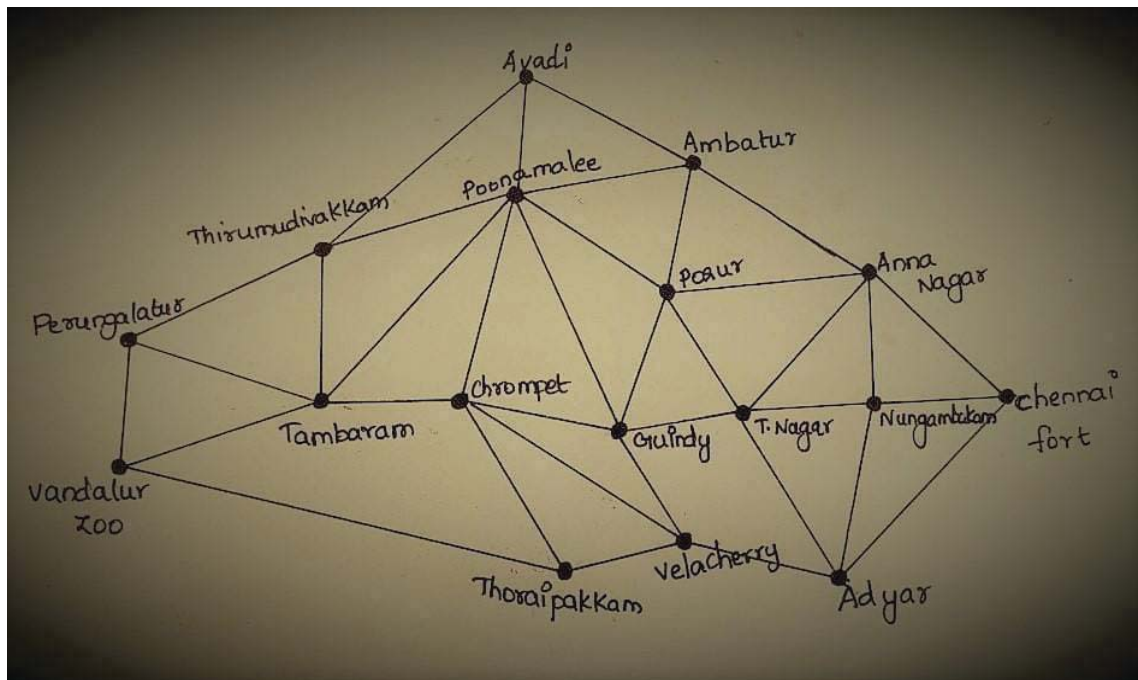 Avadi
Ambatur
Poonamalee
Thirumudivakkam
Anna
Nagar
Porur
Perungalatur
Chrompet
Chennai
fort
Tambaram
Guindy
T. Nagar
Nungambakam
Vandalur
Zoo
Velacherry
Thoraipakkam
Adyar